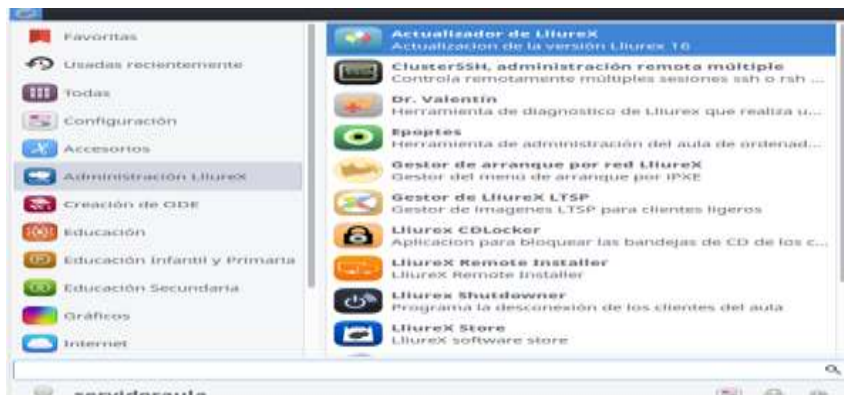 Favoritas
Usadas recientemente
Todas
Configuración
Accesorios
Administración LliureX
Creación de ODE
Educación
Educación Infantil y Primaria
Educación Secundaria
Gráficos
Internet
Actualizador de LliureX
Actualizacion de la versión Lliurex 16
ClusterSSH, administración remota múltiple
Controla remotamente múltiples sesiones ssh o rsh ...
Dr. Valentín
Herramienta de diagnostico de Lliurex que realiza u...
Epoptes
Herramienta de administración del aula de ordenad...
Gestor de arranque por red LliureX
Gestor del menú de arranque por iPXE
Gestor de LliureX LTSP
Gestor de Imagenes LTSP para clientes ligeros
Lliurex CDLocker
Aplicacion para bloquear las bandejas de CD de los c...
LliureX Remote Installer
LliureX Remote Installer
Lliurex Shutdowner
Programa la desconexión de los clientes del aula
LliureX Store
LliureX software store